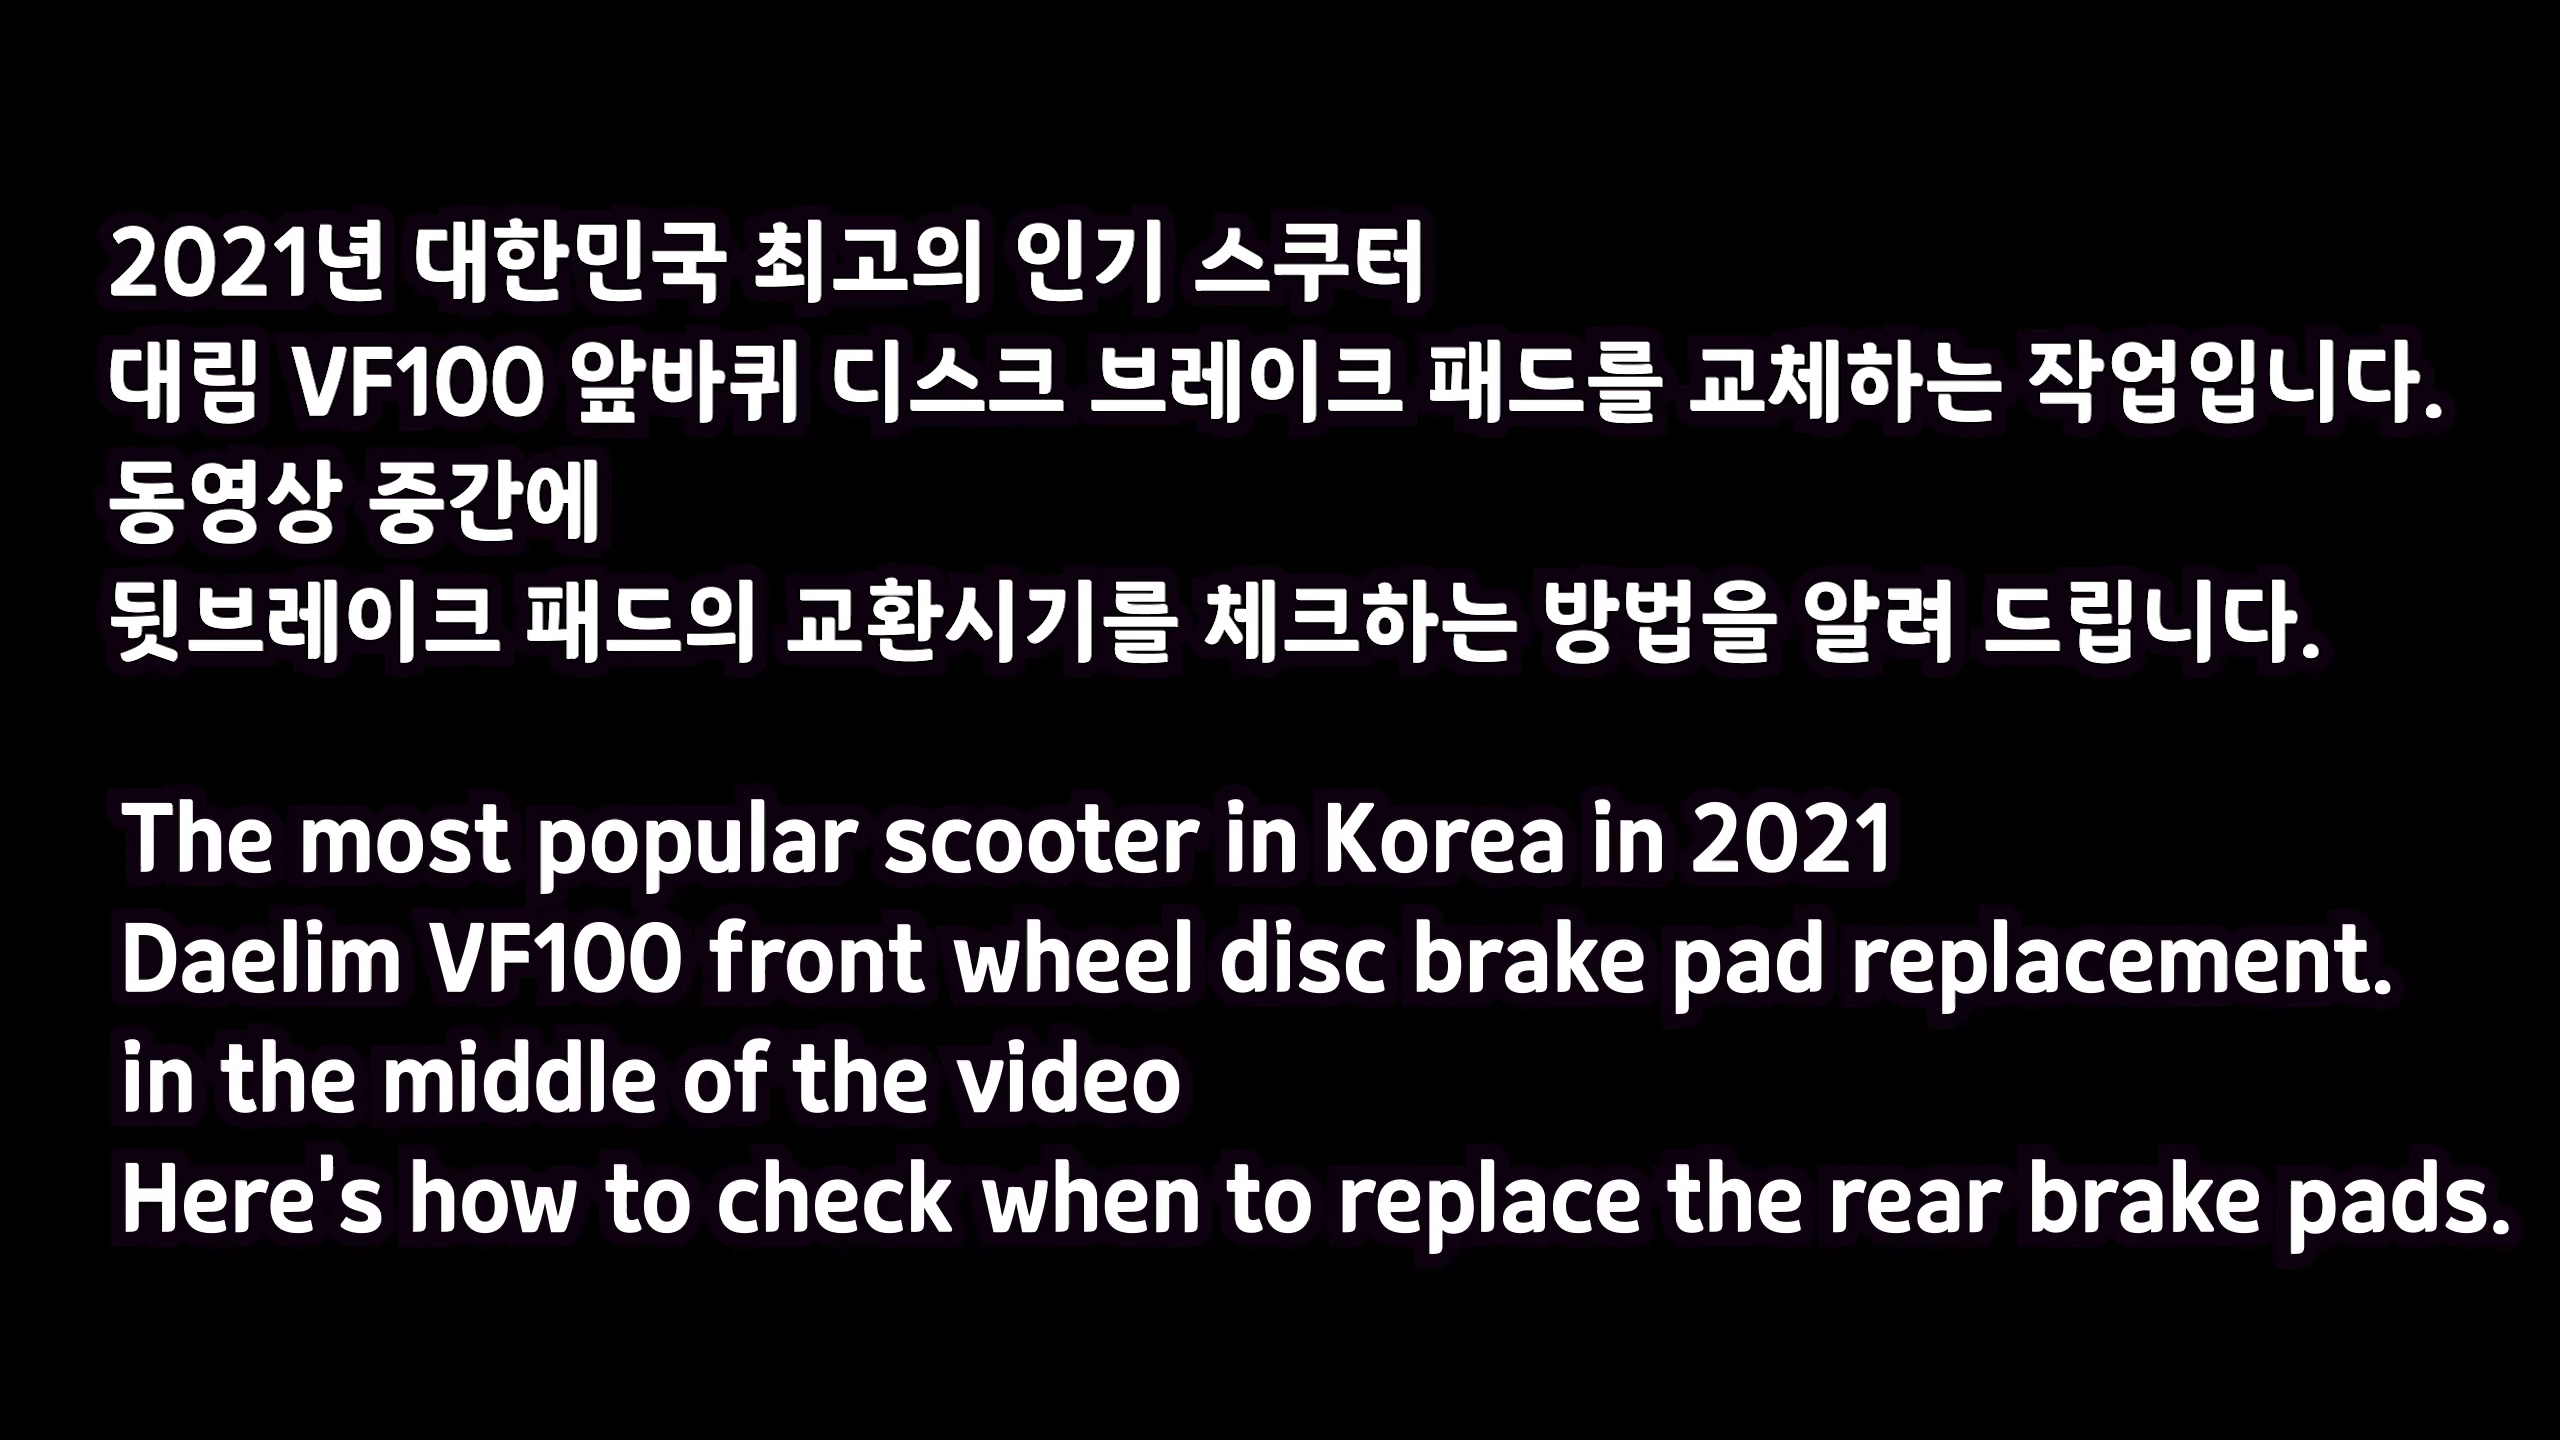 2021년 대한민국 최고의 인기 스쿠터
대림 VF100 앞바퀴 디스크 브레이크 패드를 교체하는 작업입니다.
동영상 중간에
뒷브레이크 패드의 교환시기를 체크하는 방법을 알려 드립니다.
The most popular scooter in Korea in 2021
Daelim VF100 front wheel disc brake pad replacement.
in the middle of the video
Here's how to check when to replace the rear brake pads.